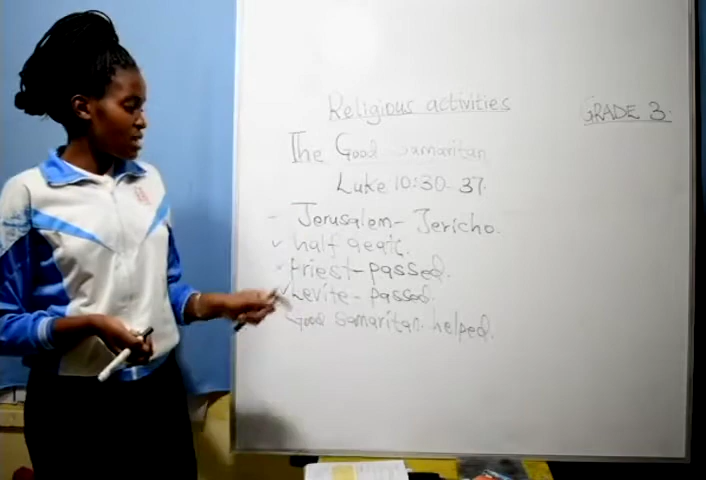 Religious activities
GRADE 3.
The Good Samaritan
Luke 10:30-37.
- Jerusalem- Jericho.
✓ half
✓ Priest-passed.
✓ Levite- passed.
Good Samaritan helped.